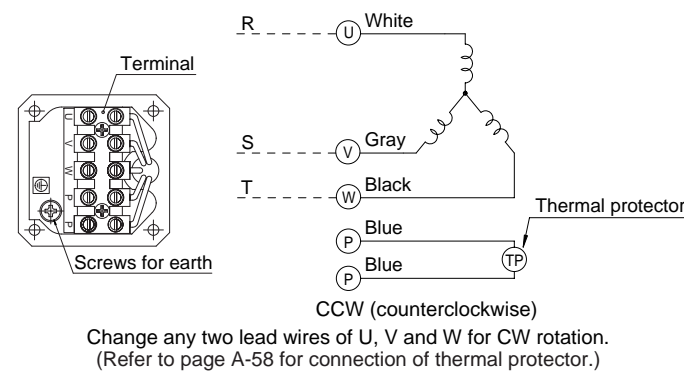 R
U
White
Terminal
U
V
W
P
P
S
V
Gray
T
W
Black
Thermal protector
P
Blue
TP
P
Blue
Screws for earth
CCW (counterclockwise)
Change any two lead wires of U, V and W for CW rotation.
(Refer to page A-58 for connection of thermal protector.)